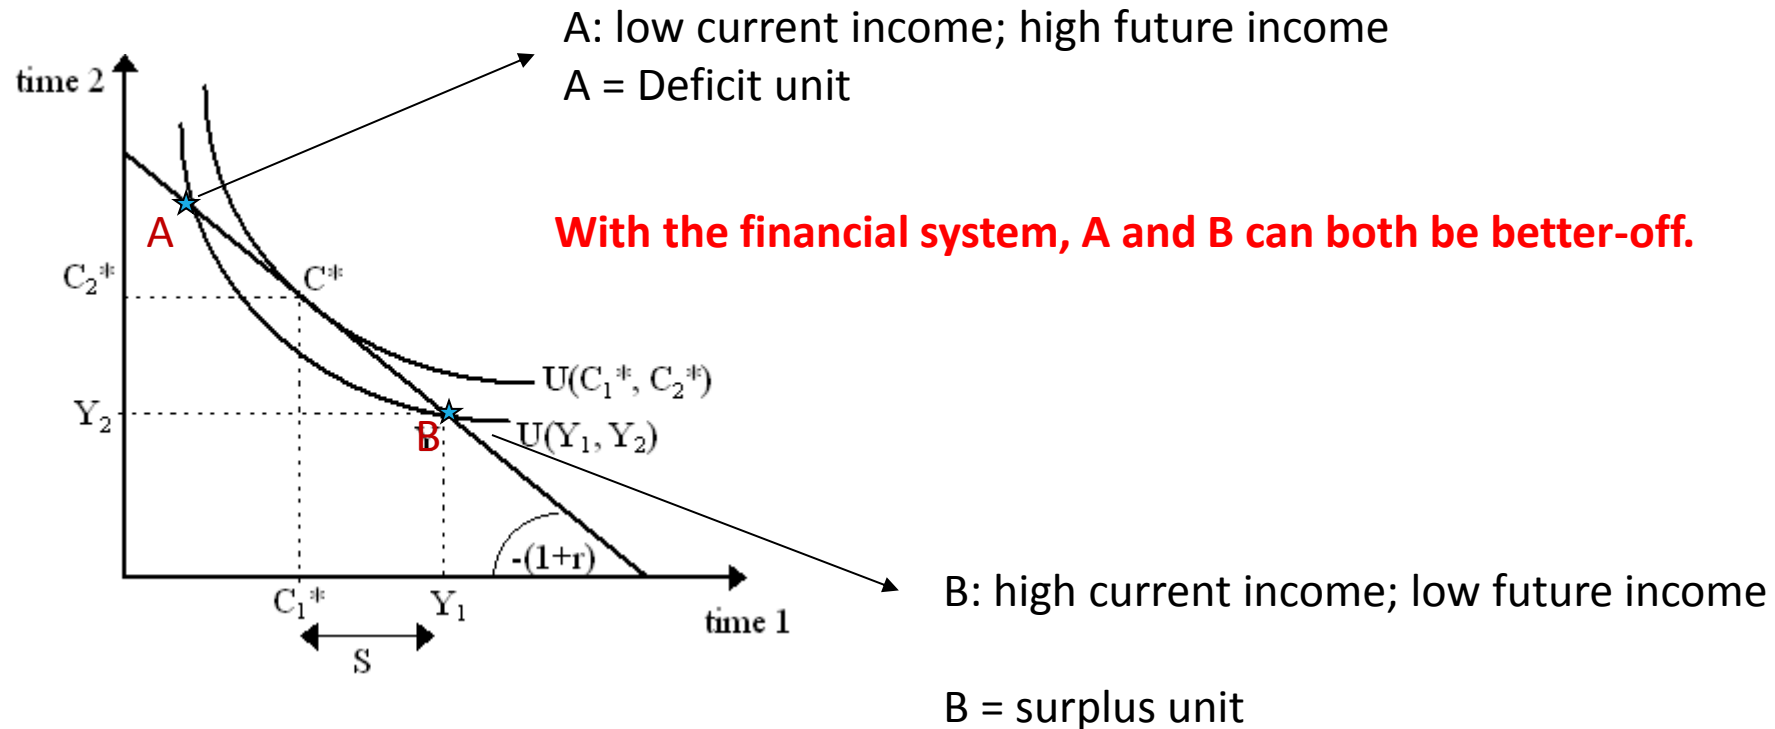 A: low current income; high future income
A = Deficit unit
time 2
With the financial system, A and B can both be better-off.
A
C₂*
C*
U(C₁*, C₂*)
Y₂
B
U(Y₁, Y₂)
-(1+r)
C₁*
Y₁
time 1
S
B: high current income; low future income
B = surplus unit